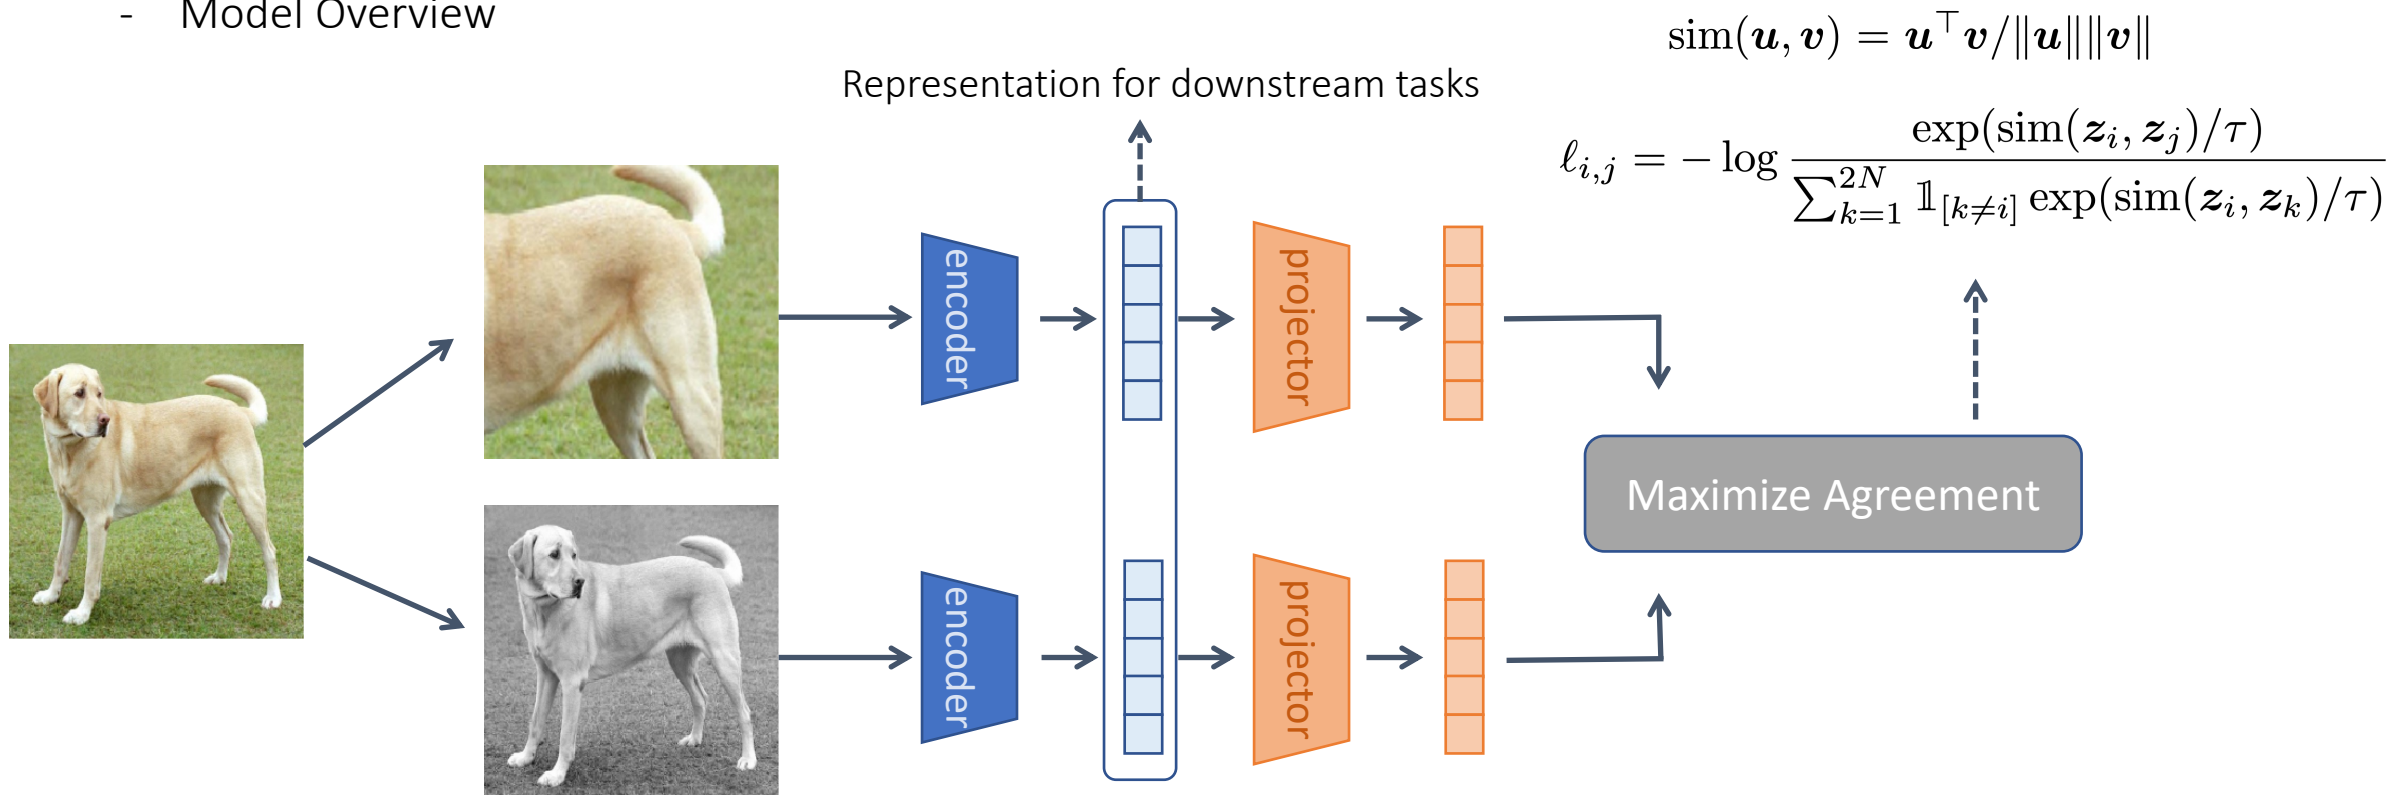 - Model Overview
sim(u, v) = u⊤v/∥u∥∥v∥
Representation for downstream tasks
ℓi,j = − log exp(sim(zi, zj)/τ) / ∑2N k=1 𝟙[k≠i] exp(sim(zi, zk)/τ)
encoder
projector
Maximize Agreement
encoder
projector